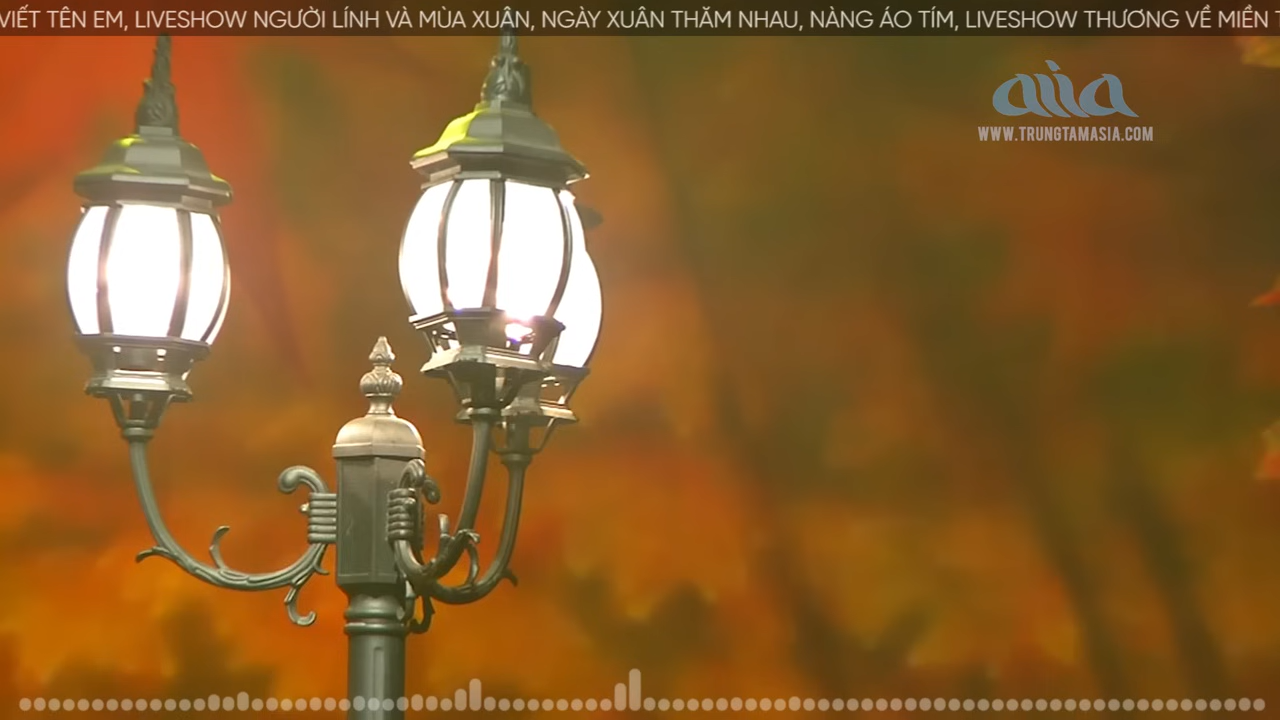 VIẾT TÊN EM, LIVESHOW NGƯỜI LÍNH VÀ MÙA XUÂN, NGÀY XUÂN THĂM NHAU, NÀNG ÁO TÍM, LIVESHOW THƯƠNG VỀ MIỀN
asia
WWW.TRUNGTAMASIA.COM